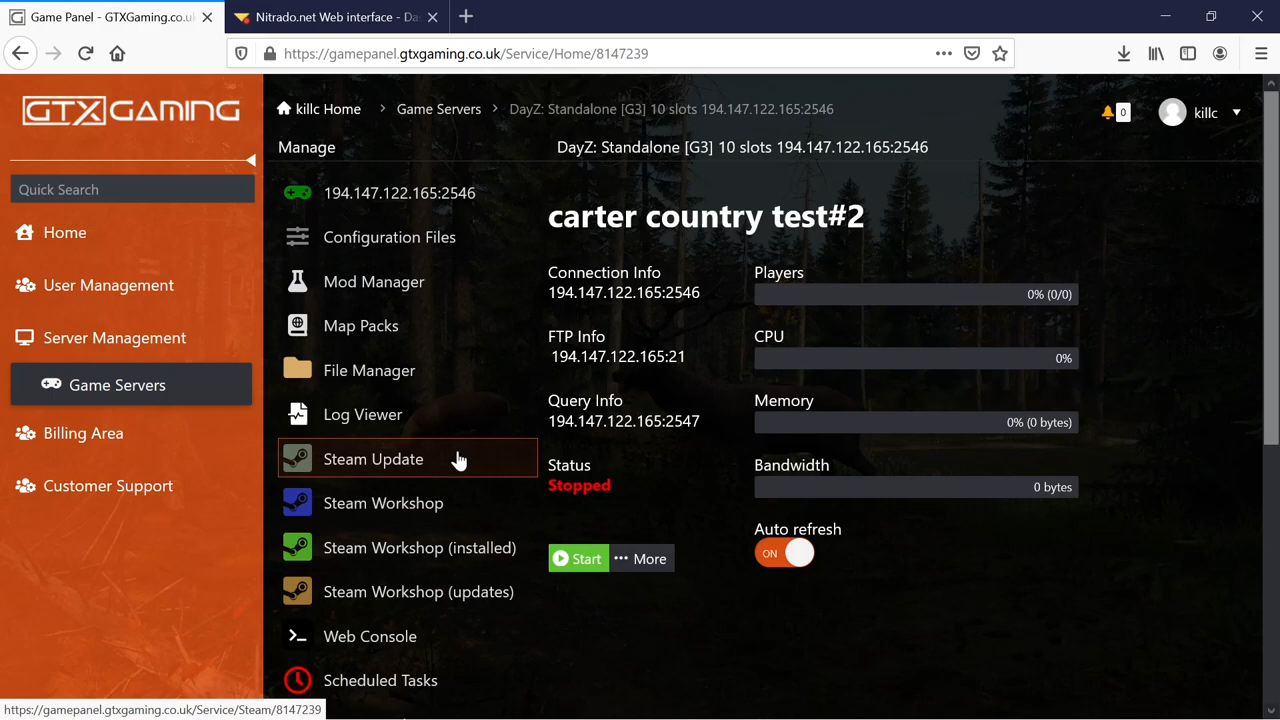 Game Panel - GTXGaming.co.uk
Nitrado.net Web interface - Da
https://gamepanel.gtxgaming.co.uk/Service/Home/8147239
GTXGAMING
Quick Search
Home
User Management
Server Management
Game Servers
Billing Area
Customer Support
killc Home > Game Servers > DayZ: Standalone [G3] 10 slots 194.147.122.165:2546
0
killc
Manage
DayZ: Standalone [G3] 10 slots 194.147.122.165:2546
194.147.122.165:2546
Configuration Files
Mod Manager
Map Packs
File Manager
Log Viewer
Steam Update
Steam Workshop
Steam Workshop (installed)
Steam Workshop (updates)
Web Console
Scheduled Tasks
carter country test#2
Connection Info
194.147.122.165:2546
FTP Info
194.147.122.165:21
Query Info
194.147.122.165:2547
Status
Stopped
Start
More
Players
0% (0/0)
CPU
0%
Memory
0% (0 bytes)
Bandwidth
0 bytes
Auto refresh
ON
https://gamepanel.gtxgaming.co.uk/Service/Steam/8147239